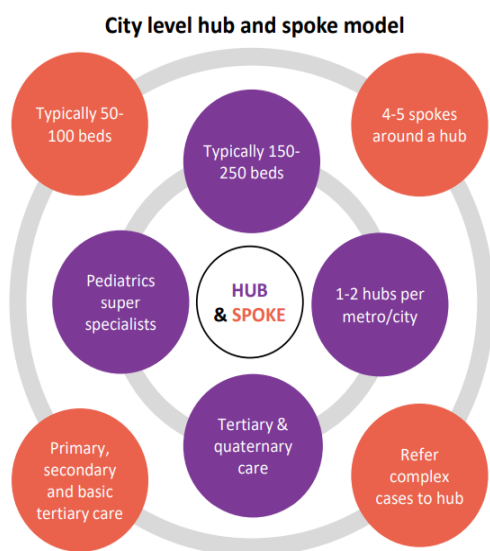 City level hub and spoke model
Typically 50-
100 beds
4-5 spokes
around a hub
Typically 150-
250 beds
Pediatrics
super
specialists
HUB
& SPOKE
1-2 hubs per
metro/city
Tertiary &
quaternary
care
Primary,
secondary
and basic
tertiary care
Refer
complex
cases to hub